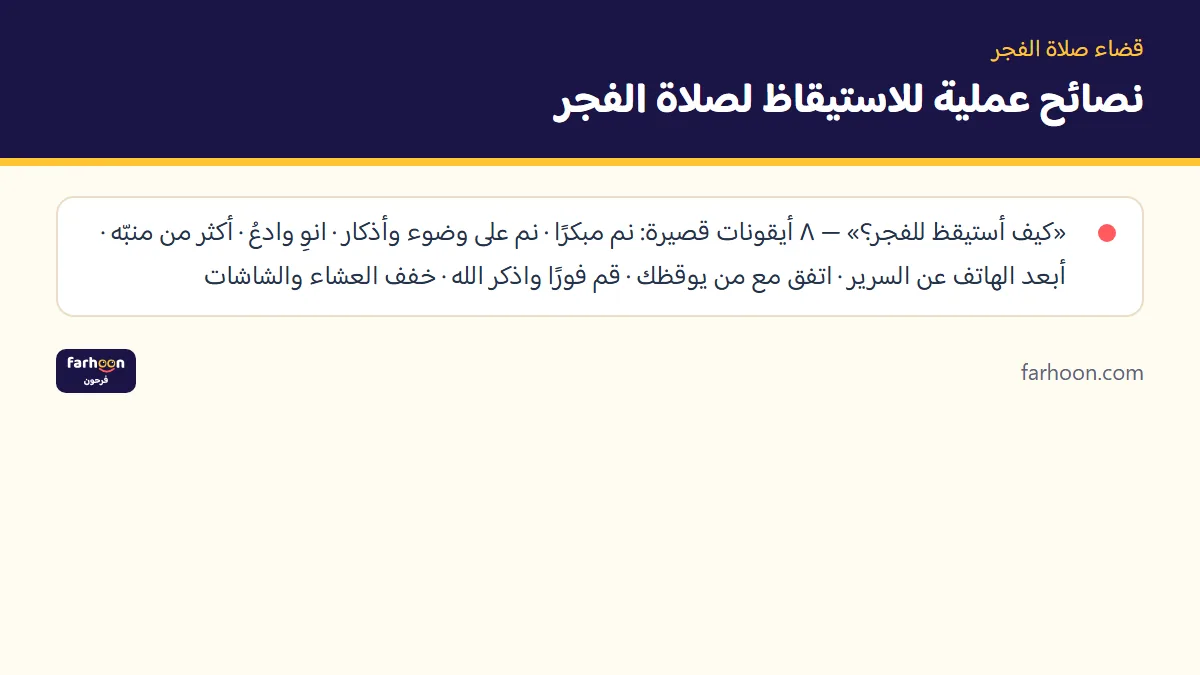 قضاء صلاة الفجر
نصائح عملية للاستيقاظ لصلاة الفجر
«كيف أستيقظ للفجر؟» — ٨ أيقونات قصيرة: نم مبكرًا · نم على وضوء وأذكار · انوِ وادعُ · أكثر من منبّه ·
أبعد الهاتف عن السرير · اتفق مع من يوقظك · قم فورًا واذكر الله · خفف العشاء والشاشات
farhoon.com
farhoon
فرحون